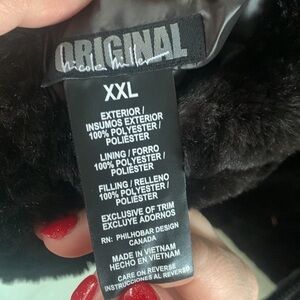 ORIGINAL
nicole miller
XXL
EXTERIOR/
INSUMOS EXTERIOR
100% POLYESTER/
POLIÉSTER
LINING / FORRO
100% POLYESTER /
POLIÉSTER
FILLING / RELLENO
100% POLYESTER /
POLIÉSTER
EXCLUSIVE OF TRIM
EXCLUYE ADORNOS
RN: PHILHOBAR DESIGN
CANADA
MADE IN VIETNAM
HECHO EN VIETNAM
CARE ON REVERSE
INSTRUCCIONES AL REVERSO